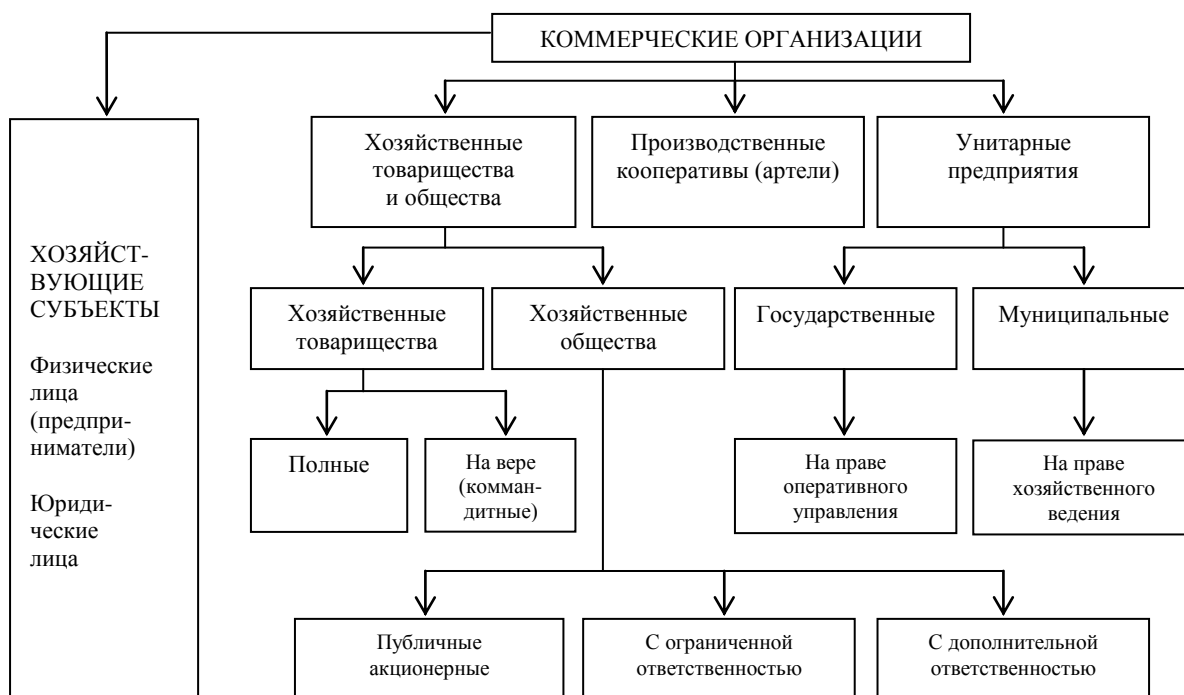 КОММЕРЧЕСКИЕ ОРГАНИЗАЦИИ
ХОЗЯЙСТ-
ВУЮЩИЕ
СУБЪЕКТЫ
Физические
лица
(предпри-
ниматели)
Юриди-
ческие
лица
Хозяйственные
товарищества
и общества
Производственные
кооперативы (артели)
Унитарные
предприятия
Хозяйственные
товарищества
Хозяйственные
общества
Государственные
Муниципальные
Полные
На вере
(комман-
дитные)
На праве
оперативного
управления
На праве
хозяйственного
ведения
Публичные
акционерные
С ограниченной
ответственностью
С дополнительной
ответственностью